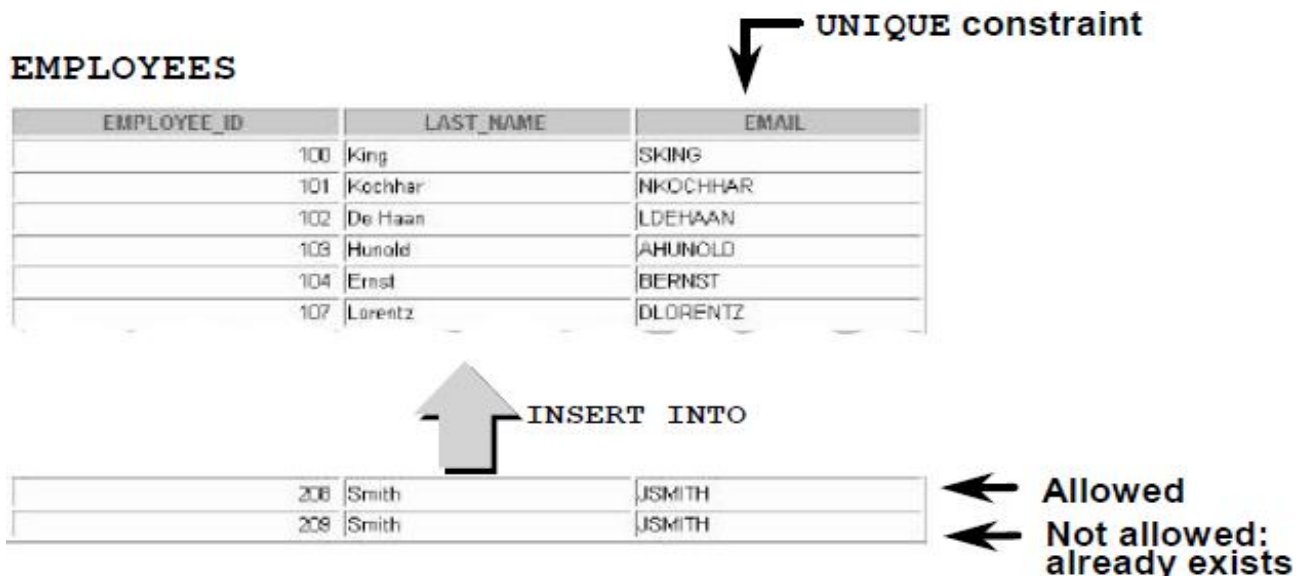 UNIQUE constraint
EMPLOYEES
EMPLOYEE_ID LAST_NAME EMAIL
100 King SKING
101 Kochhar NKOCHHAR
102 De Haan LDEHAAN
103 Hunold AHUNOLD
104 Ernst BERNST
107 Lorentz DLORENTZ
INSERT INTO
208 Smith JSMITH Allowed
209 Smith JSMITH Not allowed:
already exists